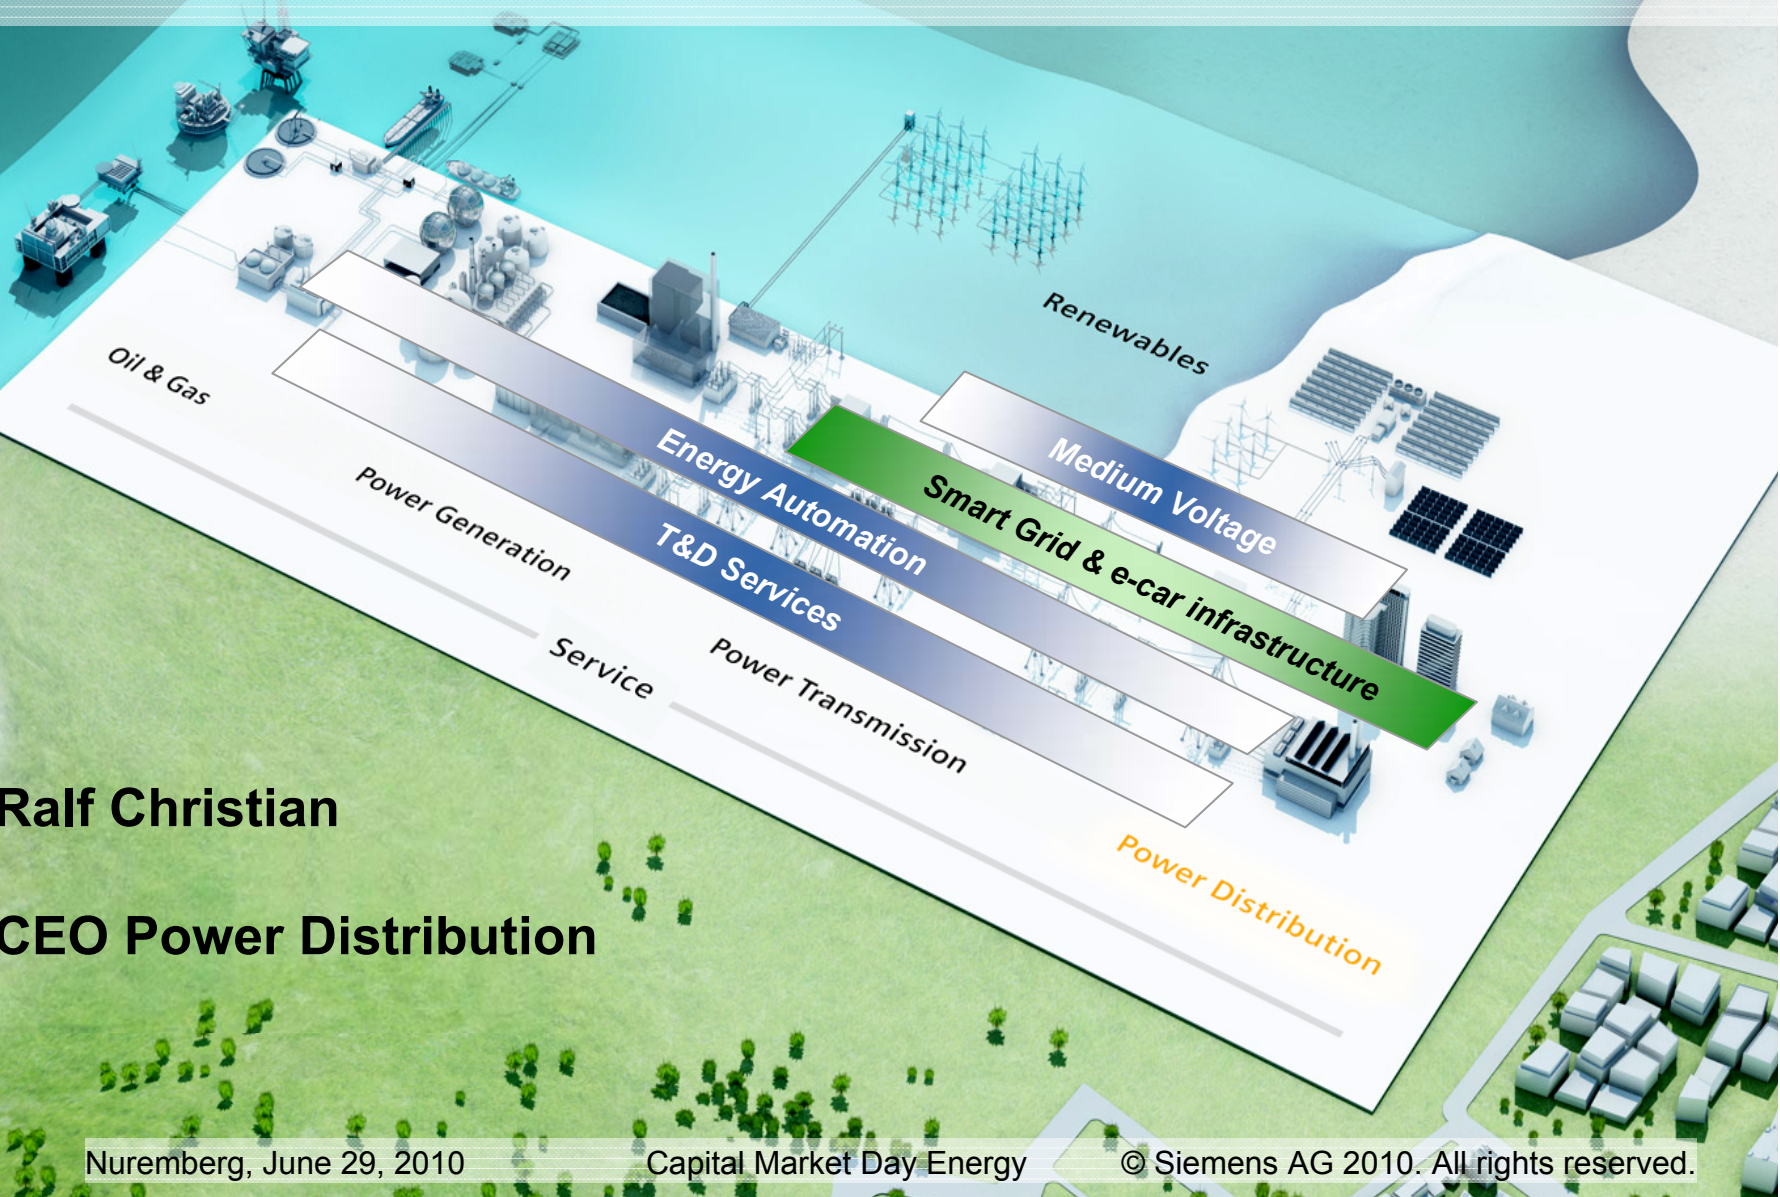 Renewables
Oil & Gas
Medium Voltage
Energy Automation
Smart Grid & e-car infrastructure
Power Generation
T&D Services
Service
Power Transmission
Ralf Christian
Power Distribution
CEO Power Distribution
Nuremberg, June 29, 2010
Capital Market Day Energy
© Siemens AG 2010. All rights reserved.